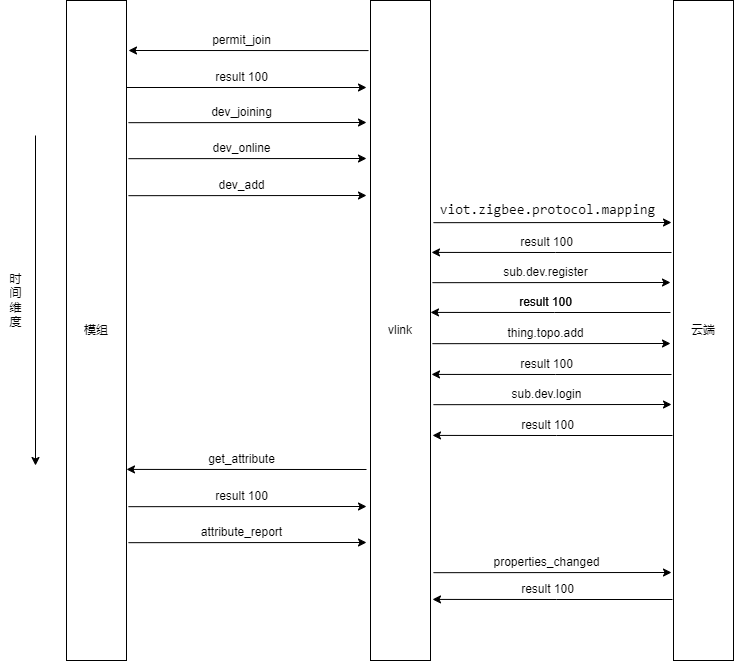 permit_join
result 100
dev_joining
dev_online
dev_add
viot.zigbee.protocol.mapping
result 100
sub.dev.register
result 100
thing.topo.add
result 100
sub.dev.login
result 100
时
间
维
度
模组
vlink
云端
get_attribute
result 100
attribute_report
properties_changed
result 100